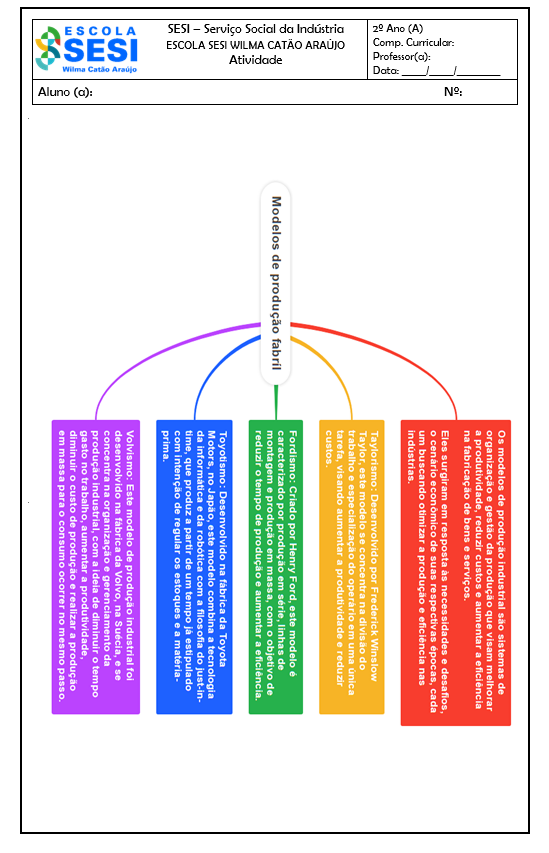 ESCOLA
SESI
Wilma Catão Araújo
SESI – Serviço Social da Indústria
ESCOLA SESI WILMA CATÃO ARAÚJO
Atividade
2º Ano (A)
Comp. Curricular:
Professor(a):
Data: ____/____/________
Aluno (a):
Nº:
Modelos de produção fabril
Os modelos de produção industrial são sistemas de
organização e gestão da produção que visam melhorar
a produtividade, reduzir custos e aumentar a eficiência
na fabricação de bens e serviços.
Eles surgiram em resposta às necessidades e desafios,
o cenário econômico de suas respectivas épocas, cada
um buscando otimizar a produção e eficiência nas
indústrias.
Taylorismo: Desenvolvido por Frederick Winslow
Taylor, este modelo se concentra na divisão do
trabalho e especialização do operário em uma única
tarefa, visando aumentar a produtividade e reduzir
custos.
Fordismo: Criado por Henry Ford, este modelo é
caracterizado por produção em série, linhas de
montagem e produção em massa, com o objetivo de
reduzir o tempo de produção e aumentar a eficiência.
Toyotismo: Desenvolvido na fábrica da Toyota
Motors, no Japão, este modelo combina a tecnologia
da informática e da robótica com a filosofia do just-in-
time, que produz a partir de um tempo já estipulado
com intenção de regular os estoques e a matéria-
prima.
Volvismo: Este modelo de produção industrial foi
desenvolvido na fábrica da Volvo, na Suécia, e se
concentra na organização e gerenciamento da
produção industrial, com a ideia de diminuir o tempo
gasto no trabalho, aumentar a produtividade,
diminuir o custo de produção e realizar a produção
em massa para o consumo ocorrer no mesmo passo.